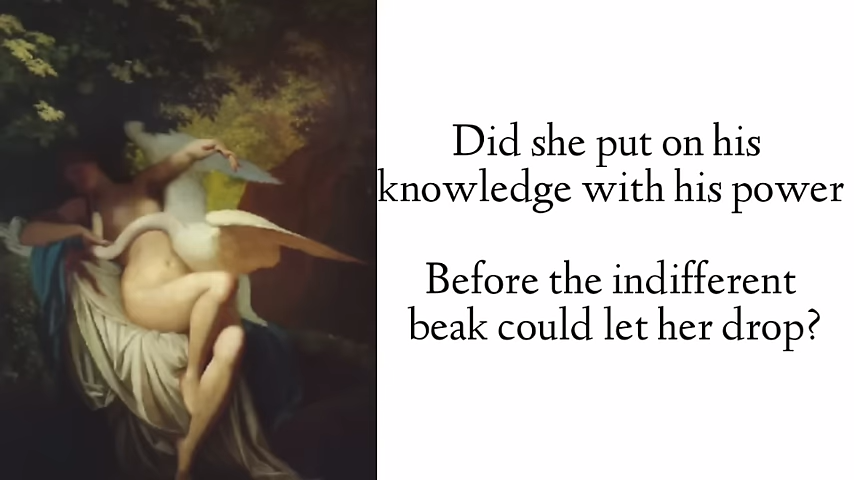 Did she put on his
knowledge with his power
Before the indifferent
beak could let her drop?